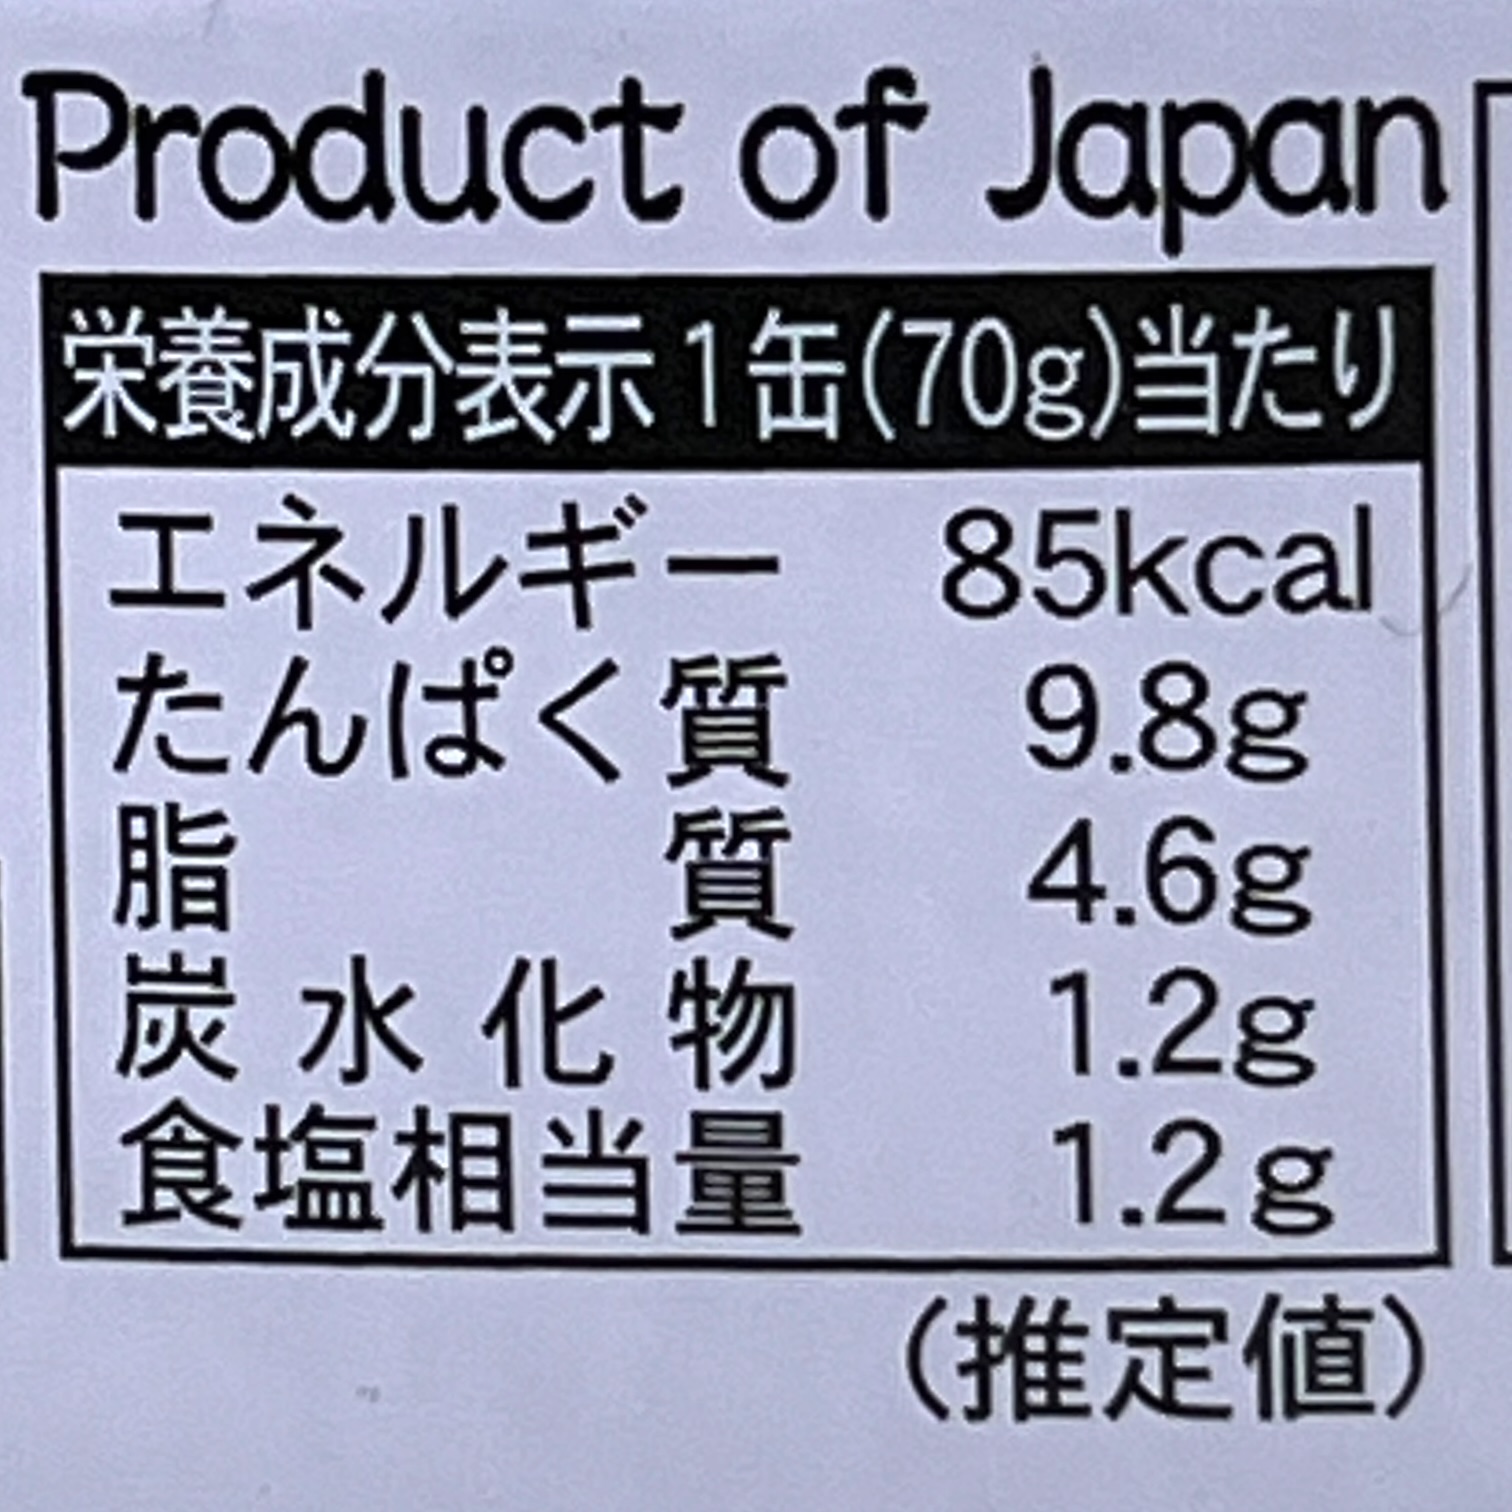 Product of Japan
栄養成分表示1缶(70g)当たり
エネルギー 85kcal
たんぱく質 9.8g
脂質 4.6g
炭水化物 1.2g
食塩相当量 1.2g
(推定値)